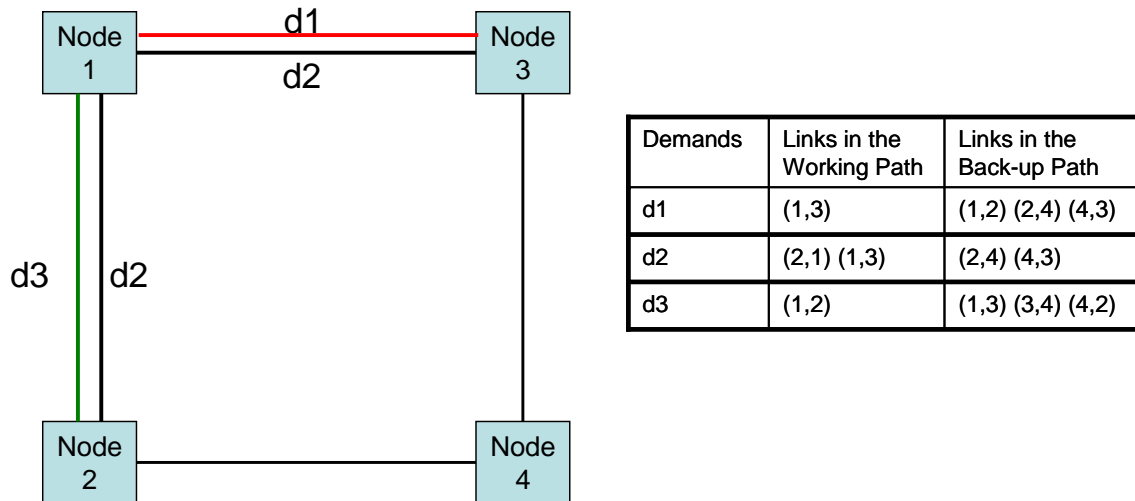 Node
1
d1
d2
Node
3
d3
d2
Node
2
Node
4
Demands
Links in the
Working Path
Links in the
Back-up Path
d1
(1,3)
(1,2) (2,4) (4,3)
d2
(2,1) (1,3)
(2,4) (4,3)
d3
(1,2)
(1,3) (3,4) (4,2)